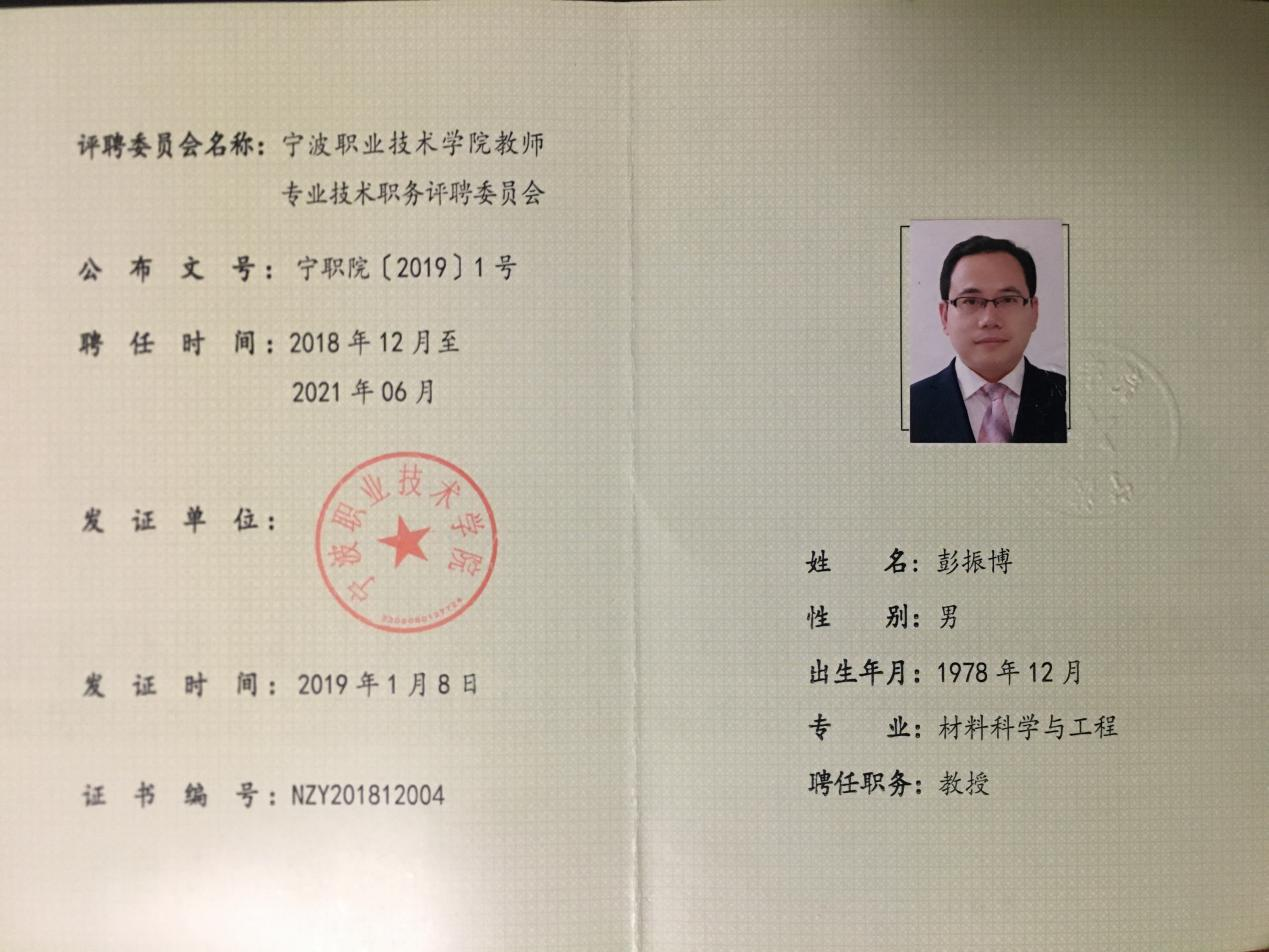 评聘委员会名称：宁波职业技术学院教师
专业技术职务评聘委员会
公布文号：宁职院〔2019〕1号
聘任时间：2018年12月至
2021年06月
发证单位：
宁波职业技术学院
发证时间：2019年1月8日
证书编号：NZY201812004
姓名：彭振博
性别：男
出生年月：1978年12月
专业：材料科学与工程
聘任职务：教授